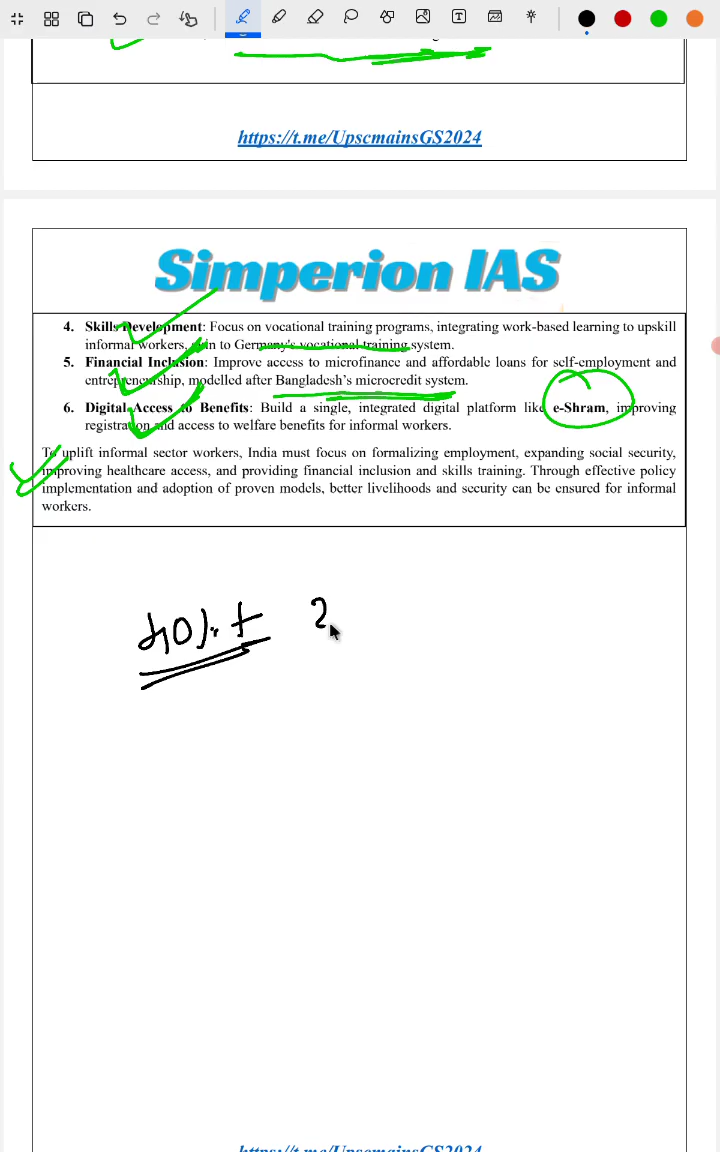 https://t.me/UpscmainsGS2024
Simperion IAS
4. Skills Development: Focus on vocational training programs, integrating work-based learning to upskill
informal workers, akin to Germany's vocational training system.
5. Financial Inclusion: Improve access to microfinance and affordable loans for self-employment and
entrepreneurship, modelled after Bangladesh's microcredit system.
6. Digital Access to Benefits: Build a single, integrated digital platform like e-Shram, improving
registration and access to welfare benefits for informal workers.
To uplift informal sector workers, India must focus on formalizing employment, expanding social security,
improving healthcare access, and providing financial inclusion and skills training. Through effective policy
implementation and adoption of proven models, better livelihoods and security can be ensured for informal
workers.
40%+ 2
https://t.me/UpscmainsGS2024